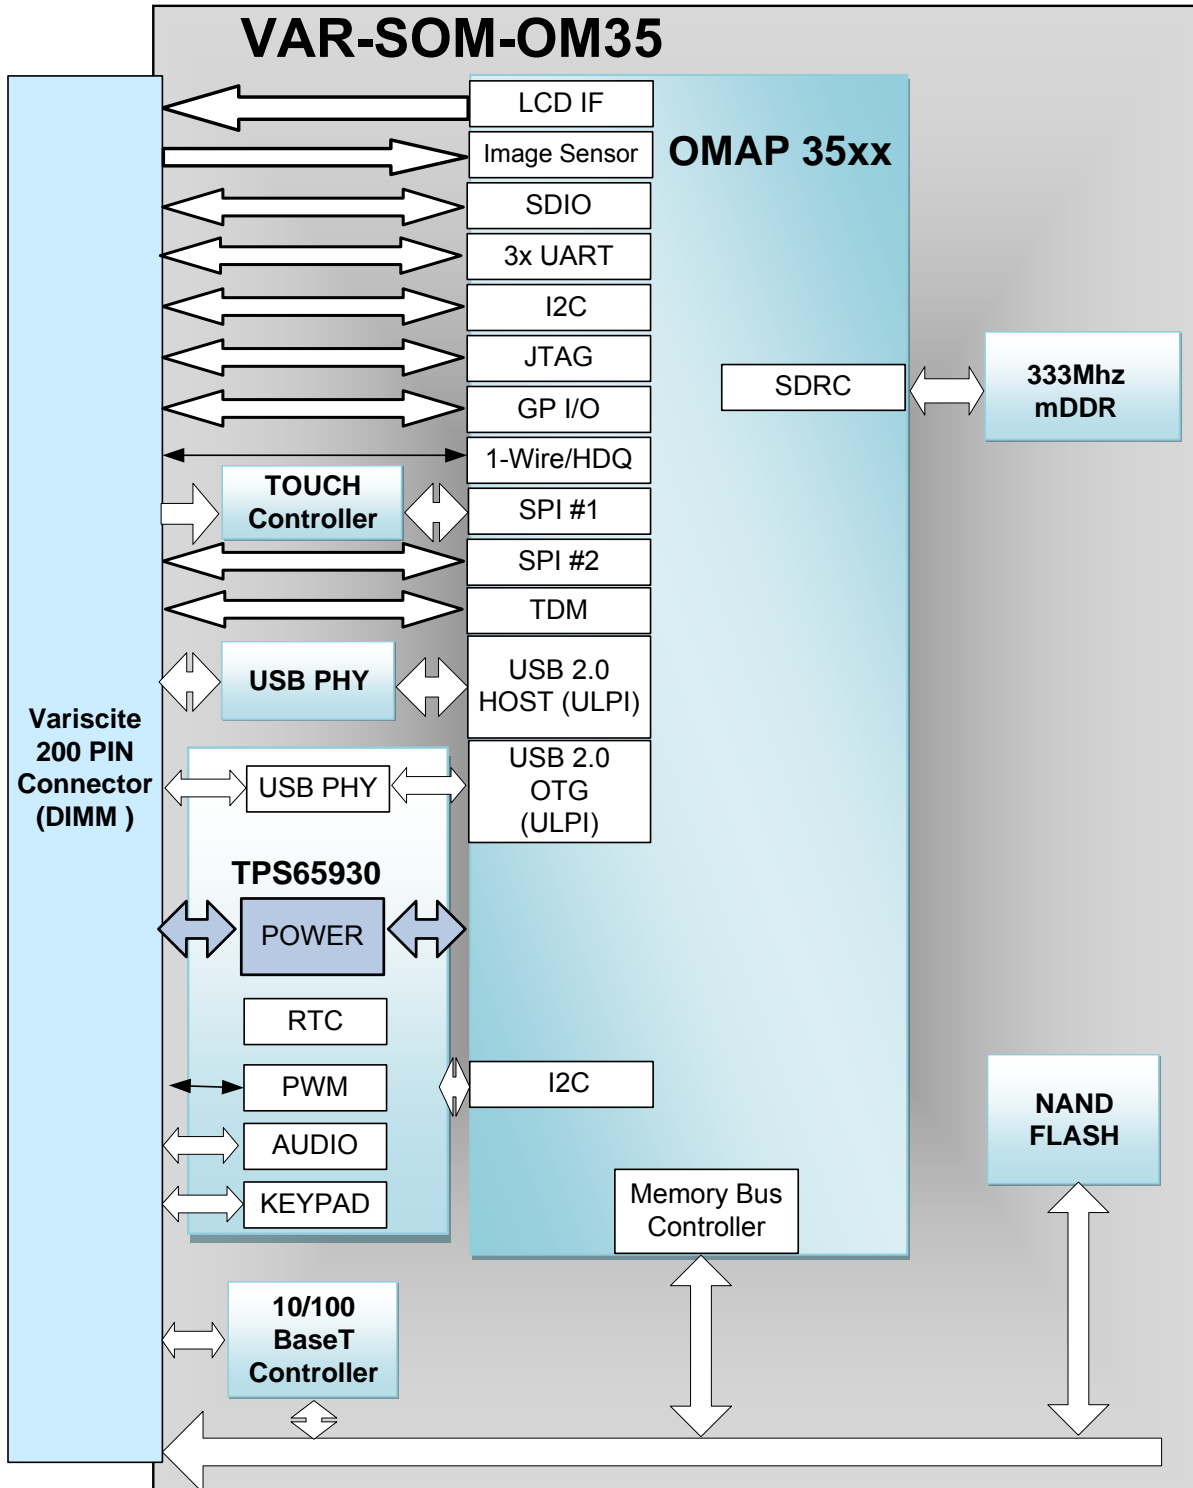 VAR-SOM-OM35
LCD IF
Image Sensor
OMAP 35xx
SDIO
3x UART
I2C
JTAG
SDRC
333Mhz
mDDR
GP I/O
1-Wire/HDQ
TOUCH
Controller
SPI #1
SPI #2
TDM
USB PHY
USB 2.0
HOST (ULPI)
Variscite
200 PIN
Connector
(DIMM )
USB PHY
USB 2.0
OTG
(ULPI)
TPS65930
POWER
RTC
PWM
I2C
AUDIO
KEYPAD
NAND
FLASH
Memory Bus
Controller
10/100
BaseT
Controller